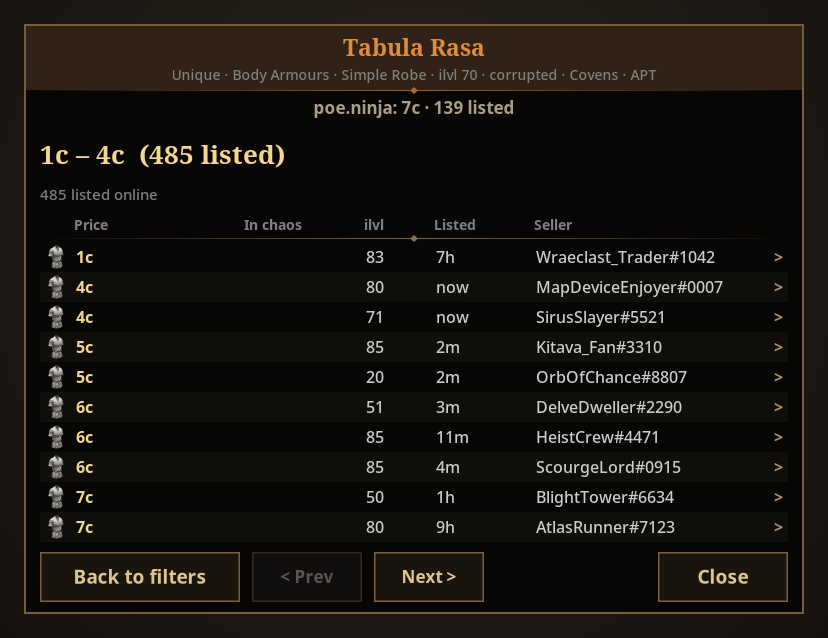 Tabula Rasa
Unique · Body Armours · Simple Robe · ilvl 70 · corrupted · Covens · APT
poe.ninja: 7c · 139 listed
1c – 4c (485 listed)
485 listed online
Price In chaos ilvl Listed Seller
1c 83 7h Wraeclast_Trader#1042 >
4c 80 now MapDeviceEnjoyer#0007 >
4c 71 now SirusSlayer#5521 >
5c 85 2m Kitava_Fan#3310 >
5c 20 2m OrbOfChance#8807 >
6c 51 3m DelveDweller#2290 >
6c 85 11m HeistCrew#4471 >
6c 85 4m ScourgeLord#0915 >
7c 50 1h BlightTower#6634 >
7c 80 9h AtlasRunner#7123 >
Back to filters < Prev Next > Close